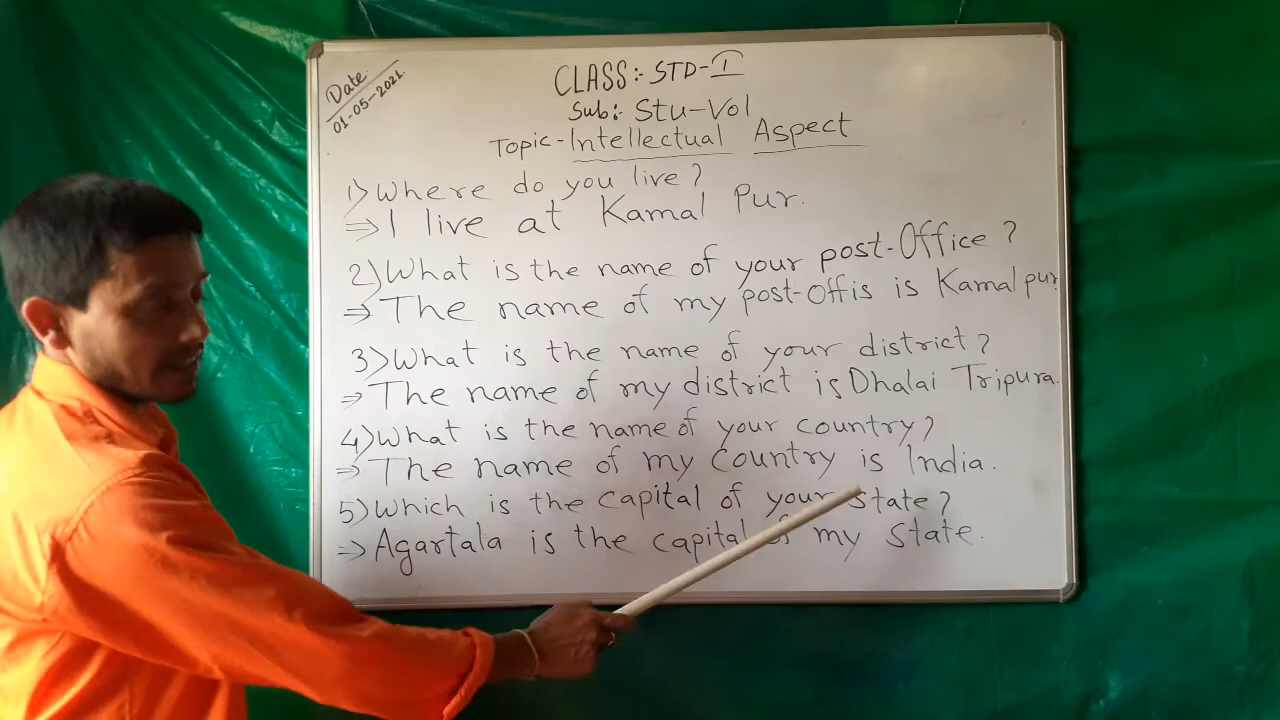 Date.
01-05-2021.
CLASS:- STD-I
Sub:- Stu-Vol
Topic-Intellectual Aspect
1) Where do you live?
⇒ I live at Kamal Pur.
2) What is the name of your post-Office?
⇒ The name of my post-offis is Kamalpur.
3) What is the name of your district?
⇒ The name of my district is Dhalai Tripura.
4) What is the name of your country?
⇒ The name of my country is India.
5) Which is the capital of your state?
⇒ Agartala is the capital of my state.